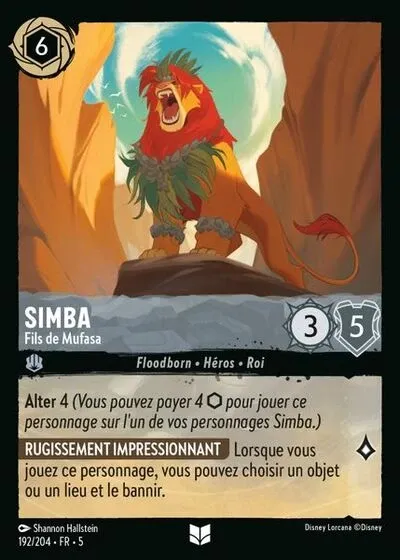 6
SIMBA
Fils de Mufasa
3
5
Floodborn • Héros • Roi
Alter 4 (Vous pouvez payer 4 pour jouer ce
personnage sur l'un de vos personnages Simba.)
RUGISSEMENT IMPRESSIONNANT Lorsque vous
jouez ce personnage, vous pouvez choisir un objet
ou un lieu et le bannir.
Shannon Hallstein
192/204 • FR • 5
Disney Lorcana ©Disney